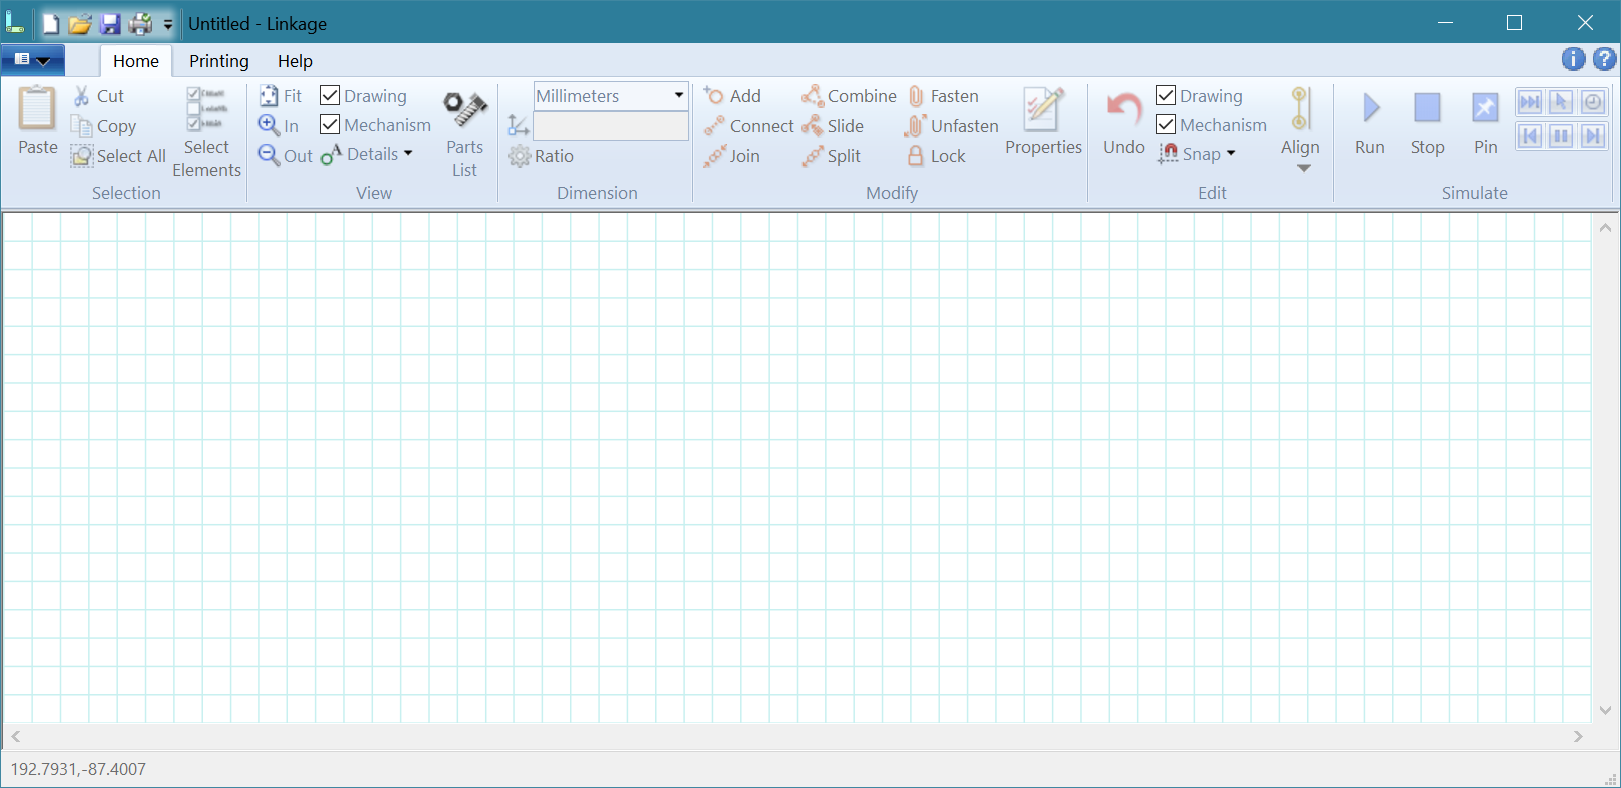 Untitled - Linkage
Home Printing Help
Paste
Cut
Copy
Select All
Select
Elements
Selection
Fit
In
Out
Drawing
Mechanism
Details
Parts
List
View
Millimeters
Ratio
Dimension
Add
Connect
Join
Combine
Slide
Split
Fasten
Unfasten
Lock
Properties
Modify
Undo
Drawing
Mechanism
Snap
Align
Edit
Run
Stop
Pin
Simulate
192.7931,-87.4007